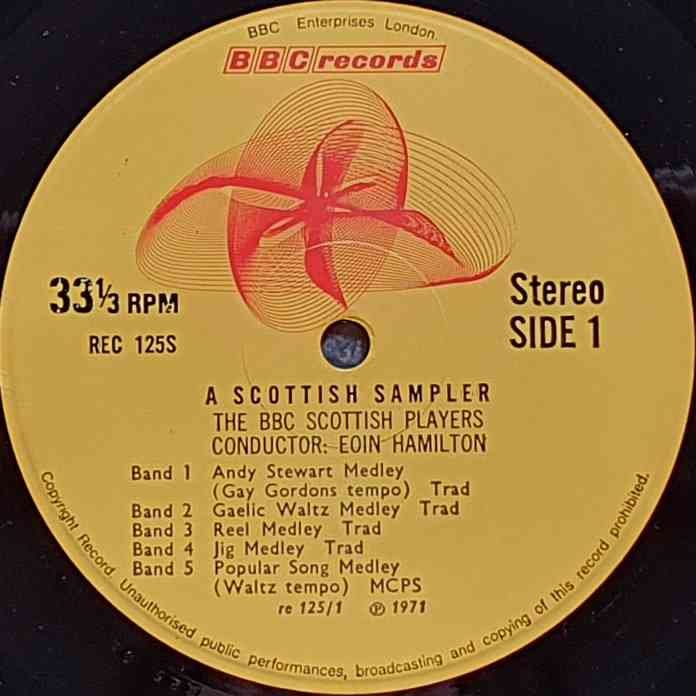 BBC Enterprises London.
BBC records
33⅓ RPM
REC 125S
Stereo
SIDE 1
A SCOTTISH SAMPLER
THE BBC SCOTTISH PLAYERS
CONDUCTOR: EOIN HAMILTON
Band 1 Andy Stewart Medley
(Gay Gordons tempo) Trad
Band 2 Gaelic Waltz Medley Trad
Band 3 Reel Medley Trad
Band 4 Jig Medley Trad
Band 5 Popular Song Medley
(Waltz tempo) MCPS
re 125/1 ℗ 1971
Copyright Record. Unauthorised public performances, broadcasting and copying of this record prohibited.